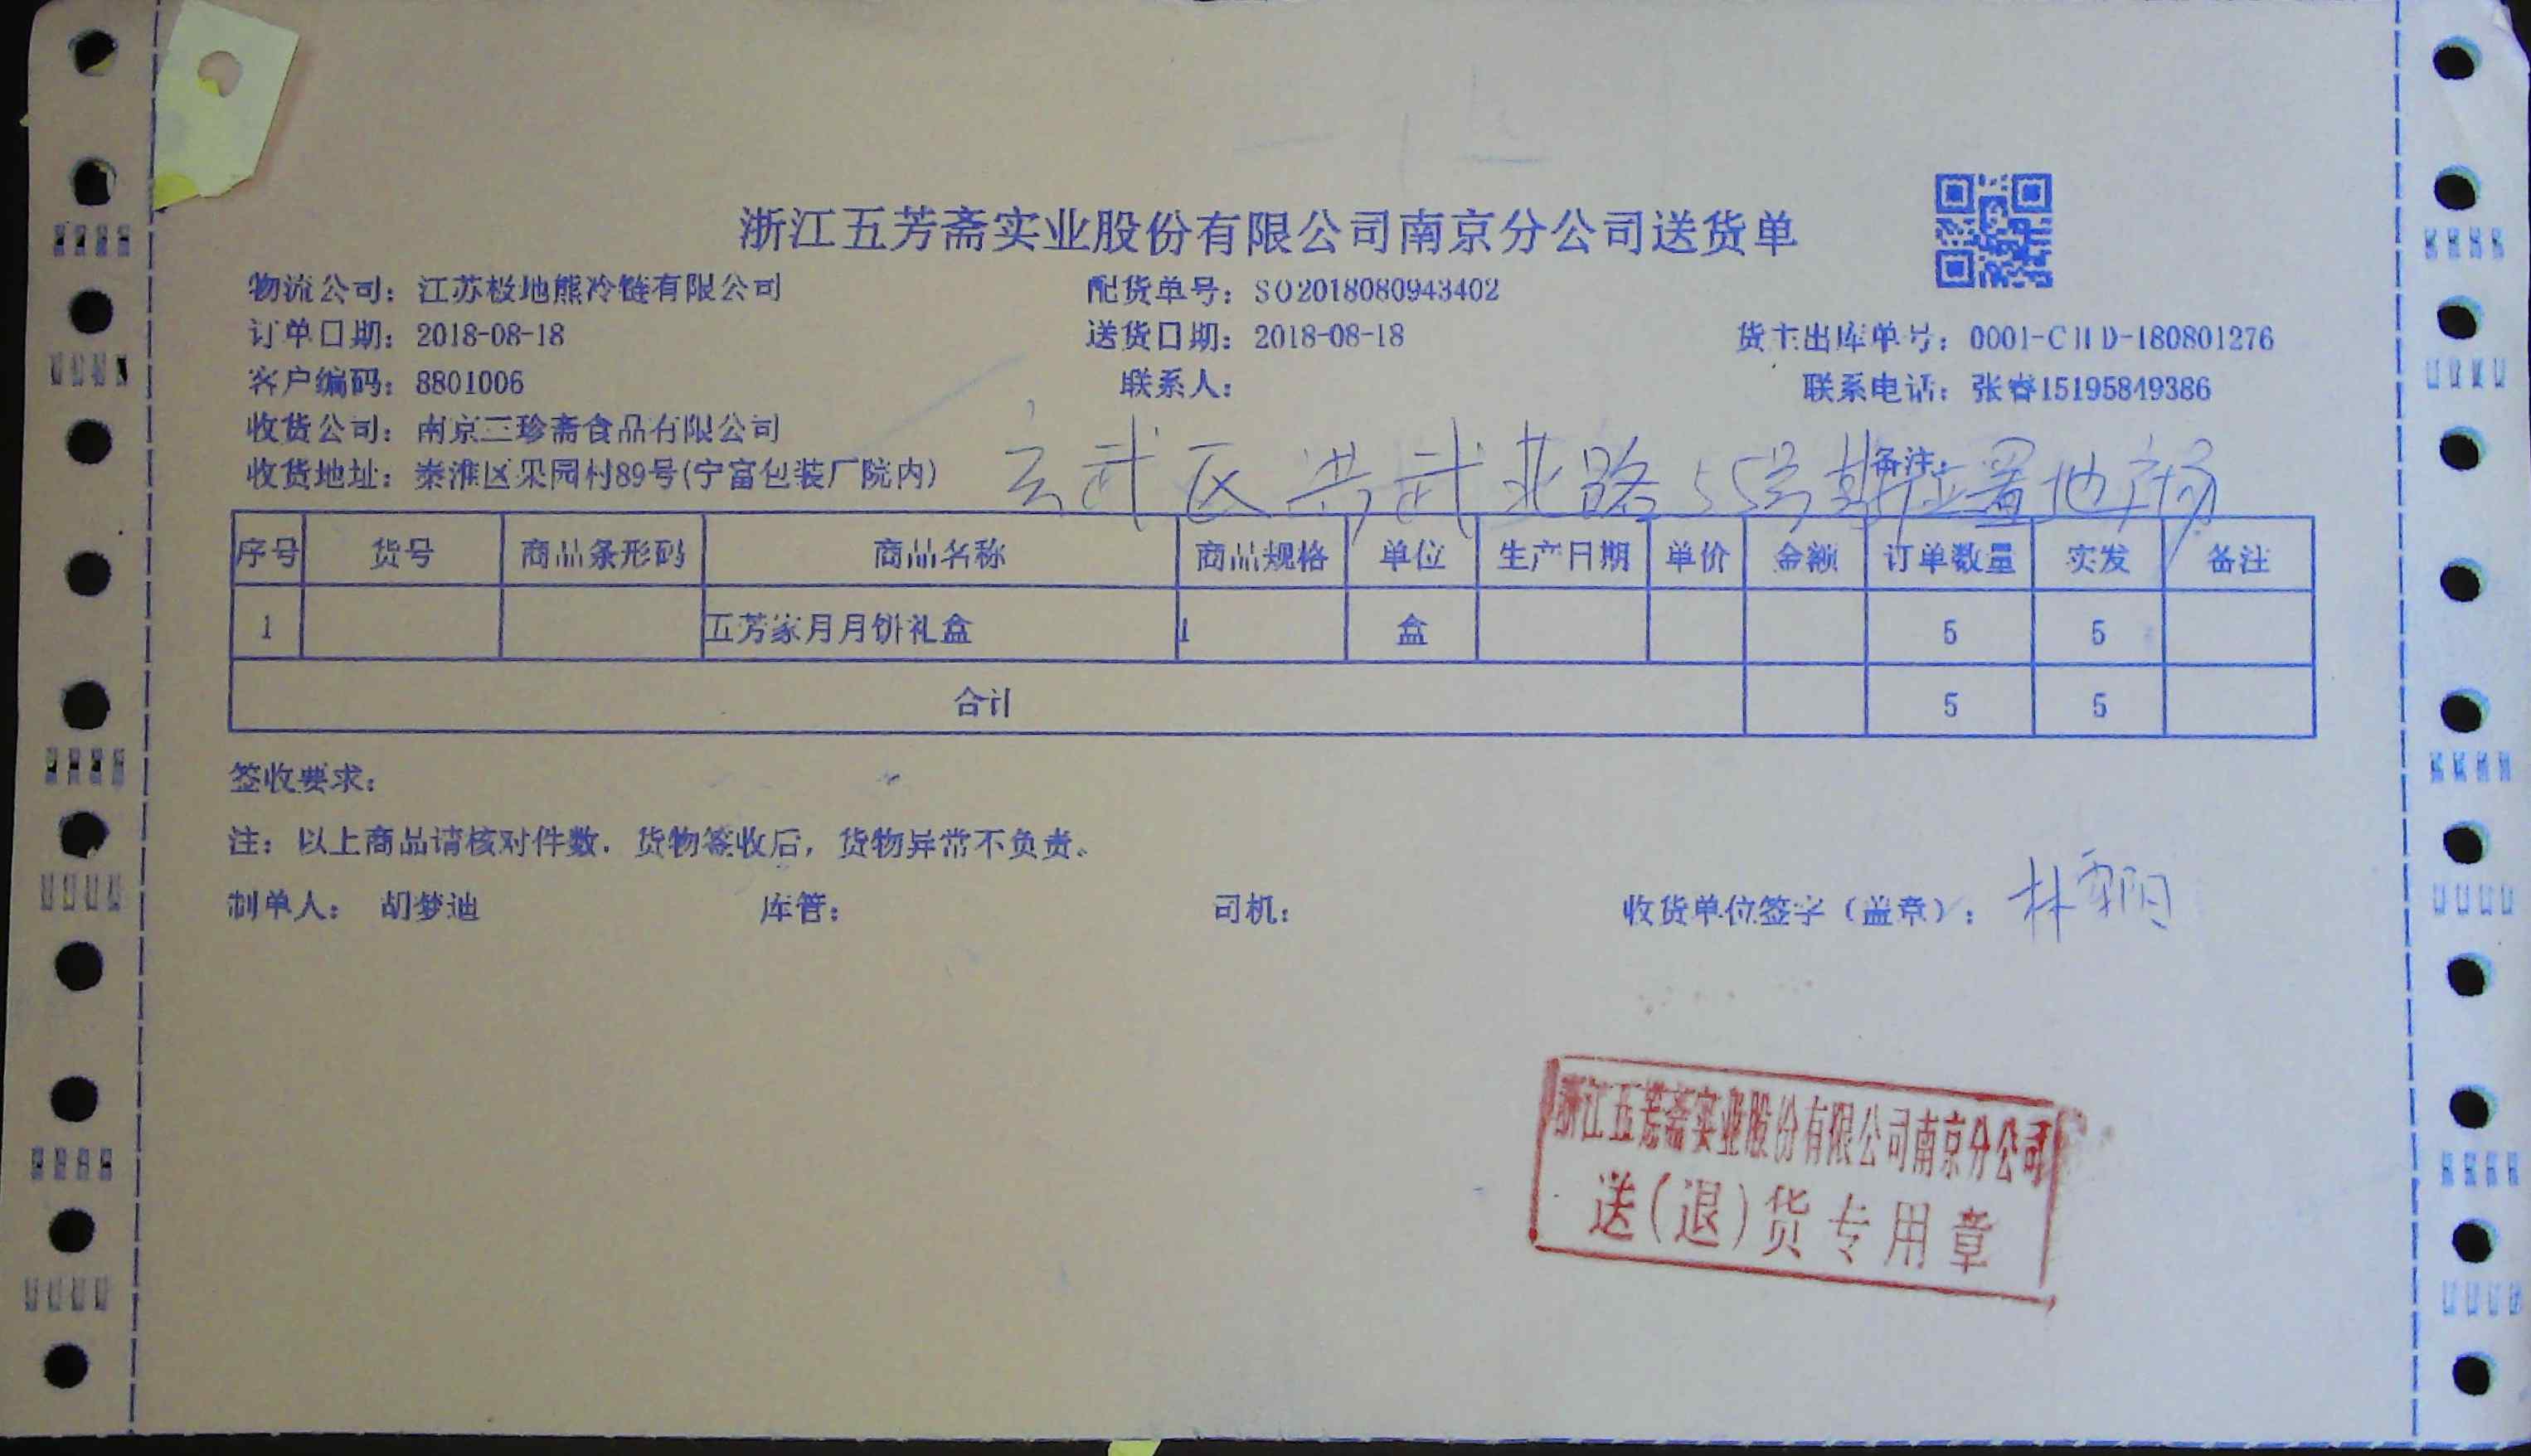 浙江五芳斋实业股份有限公司南京分公司送货单
物流公司：江苏极地熊冷链有限公司 配货单号：SO2018080943402
订单日期：2018-08-18 送货日期：2018-08-18 货主出库单号：0001-CHD-180801276
客户编码：8801006 联系人： 联系电话：张睿15195849386
收货公司：南京三珍斋食品有限公司
收货地址：秦淮区果园村89号(宁富包装厂院内) 备注：
玄武区洪武北路55号 置地广场
序号 货号 商品条形码 商品名称 商品规格 单位 生产日期 单价 金额 订单数量 实发 备注
1 五芳家月月饼礼盒 1 盒 5 5
合计 5 5
签收要求：
注：以上商品请核对件数，货物签收后，货物异常不负责。
制单人：胡梦迪 库管： 司机： 收货单位签字（盖章）：林
浙江五芳斋实业股份有限公司南京分公司
送(退)货专用章